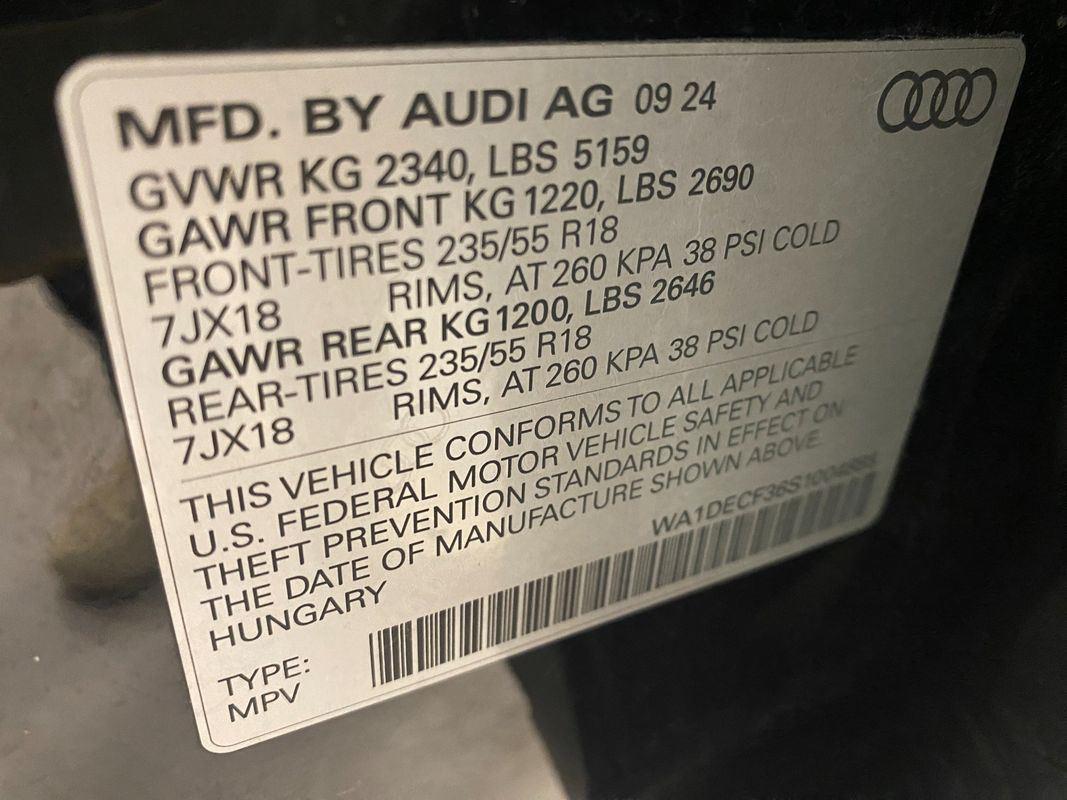 MFD. BY AUDI AG 09 24
GVWR KG 2340, LBS 5159
GAWR FRONT KG 1220, LBS 2690
FRONT-TIRES 235/55 R18
7JX18 RIMS, AT 260 KPA 38 PSI COLD
GAWR REAR KG 1200, LBS 2646
REAR-TIRES 235/55 R18
7JX18 RIMS, AT 260 KPA 38 PSI COLD
THIS VEHICLE CONFORMS TO ALL APPLICABLE
U.S. FEDERAL MOTOR VEHICLE SAFETY AND
THEFT PREVENTION STANDARDS IN EFFECT ON
THE DATE OF MANUFACTURE SHOWN ABOVE.
HUNGARY
TYPE:
MPV